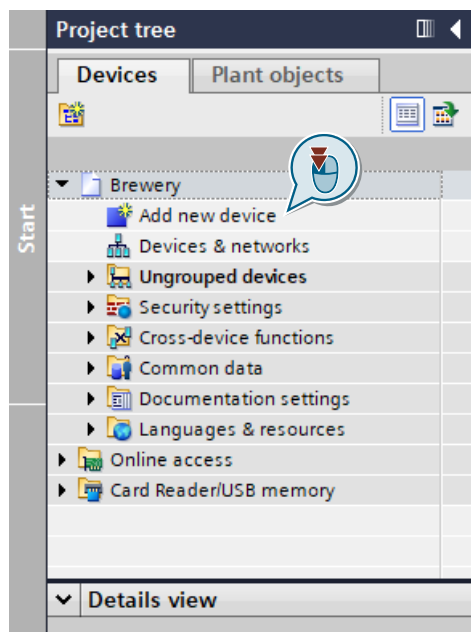 Project tree
Devices
Plant objects
Brewery
Add new device
Devices & networks
Ungrouped devices
Security settings
Cross-device functions
Common data
Documentation settings
Languages & resources
Online access
Card Reader/USB memory
Start
Details view